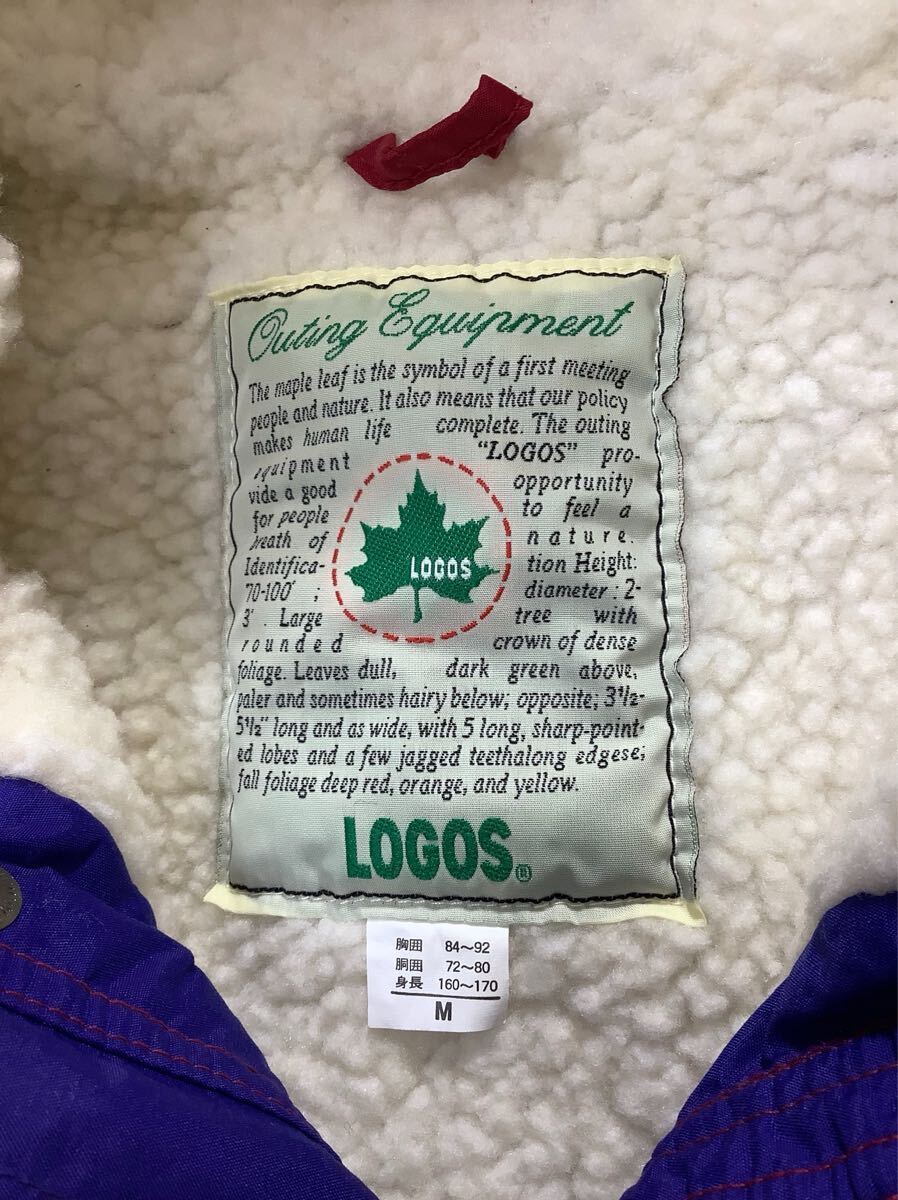 Outing Equipment
The maple leaf is the symbol of a first meeting
people and nature. It also means that our policy
makes human life complete. The outing
equipment "LOGOS" pro-
vide a good opportunity
for people to feel a
breath of nature.
Identifica- tion Height:
70-100' ; diameter : 2-
3' . Large tree with
rounded crown of dense
foliage. Leaves dull, dark green above,
paler and sometimes hairy below; opposite; 3½-
5½" long and as wide, with 5 long, sharp-point-
ed lobes and a few jagged teethalong edgese;
fall foliage deep red, orange, and yellow.
LOGOS
LOGOS®
胸囲 84～92
胴囲 72～80
身長 160～170
M